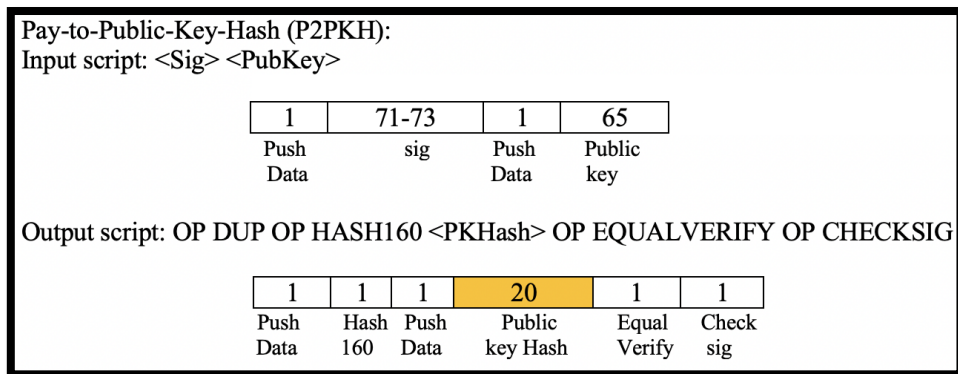 Pay-to-Public-Key-Hash (P2PKH):
Input script: <Sig> <PubKey>
1 71-73 1 65
Push Data sig Push Data Public key
Output script: OP DUP OP HASH160 <PKHash> OP EQUALVERIFY OP CHECKSIG
1 1 1 20 1 1
Push Data Hash 160 Push Data Public key Hash Equal Verify Check sig